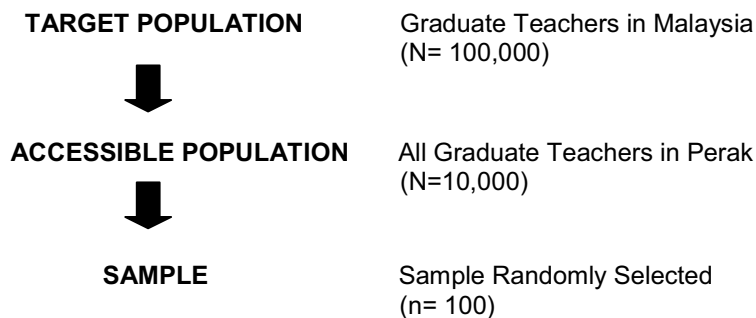 TARGET POPULATION Graduate Teachers in Malaysia
(N= 100,000)
ACCESSIBLE POPULATION All Graduate Teachers in Perak
(N=10,000)
SAMPLE Sample Randomly Selected
(n= 100)